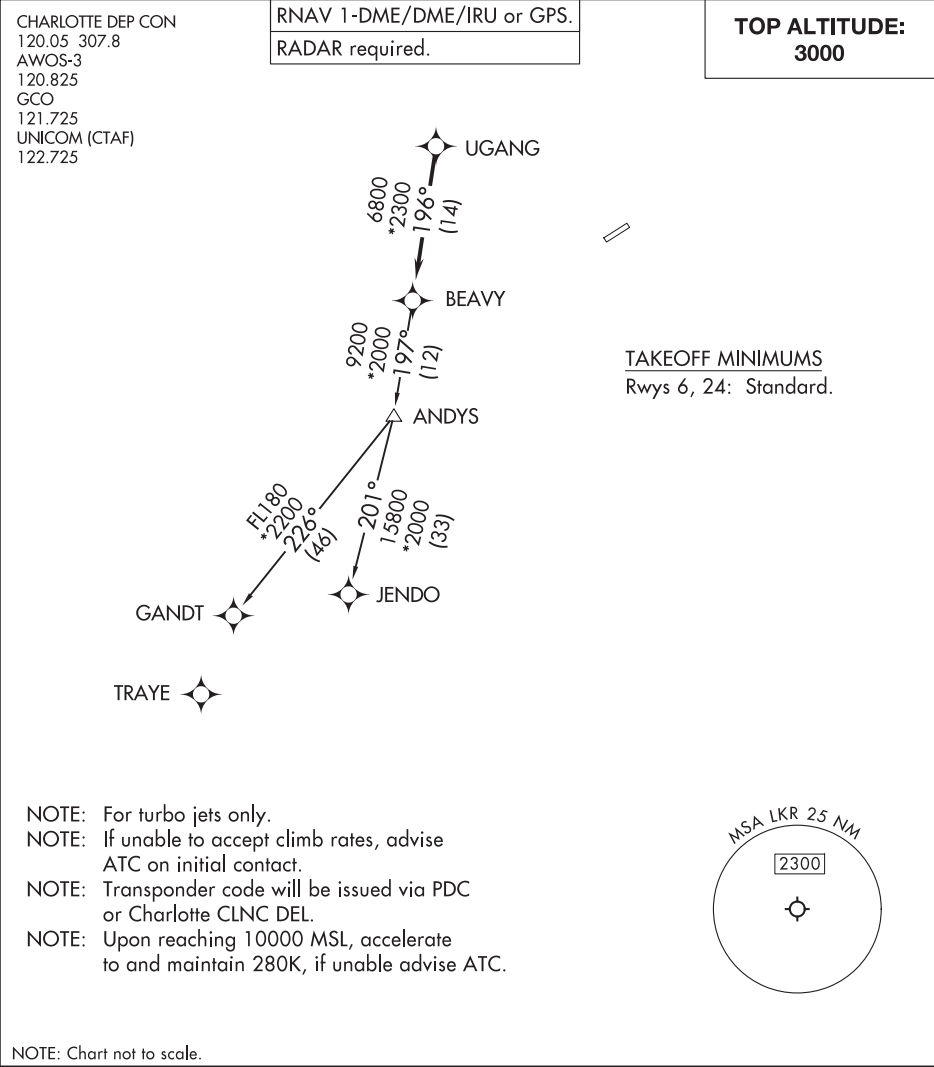 CHARLOTTE DEP CON
120.05 307.8
AWOS-3
120.825
GCO
121.725
UNICOM (CTAF)
122.725
RNAV 1-DME/DME/IRU or GPS.
RADAR required.
TOP ALTITUDE:
3000
UGANG
6800
*2300
196°
(14)
BEAVY
9200
*2000
197°
(12)
TAKEOFF MINIMUMS
Rwys 6, 24: Standard.
ANDYS
FL180
*2200
226°
(46)
201°
15800
*2000
(33)
GANDT
JENDO
TRAYE
NOTE: For turbo jets only.
NOTE: If unable to accept climb rates, advise
ATC on initial contact.
NOTE: Transponder code will be issued via PDC
or Charlotte CLNC DEL.
NOTE: Upon reaching 10000 MSL, accelerate
to and maintain 280K, if unable advise ATC.
MSA LKR 25 NM
2300
NOTE: Chart not to scale.